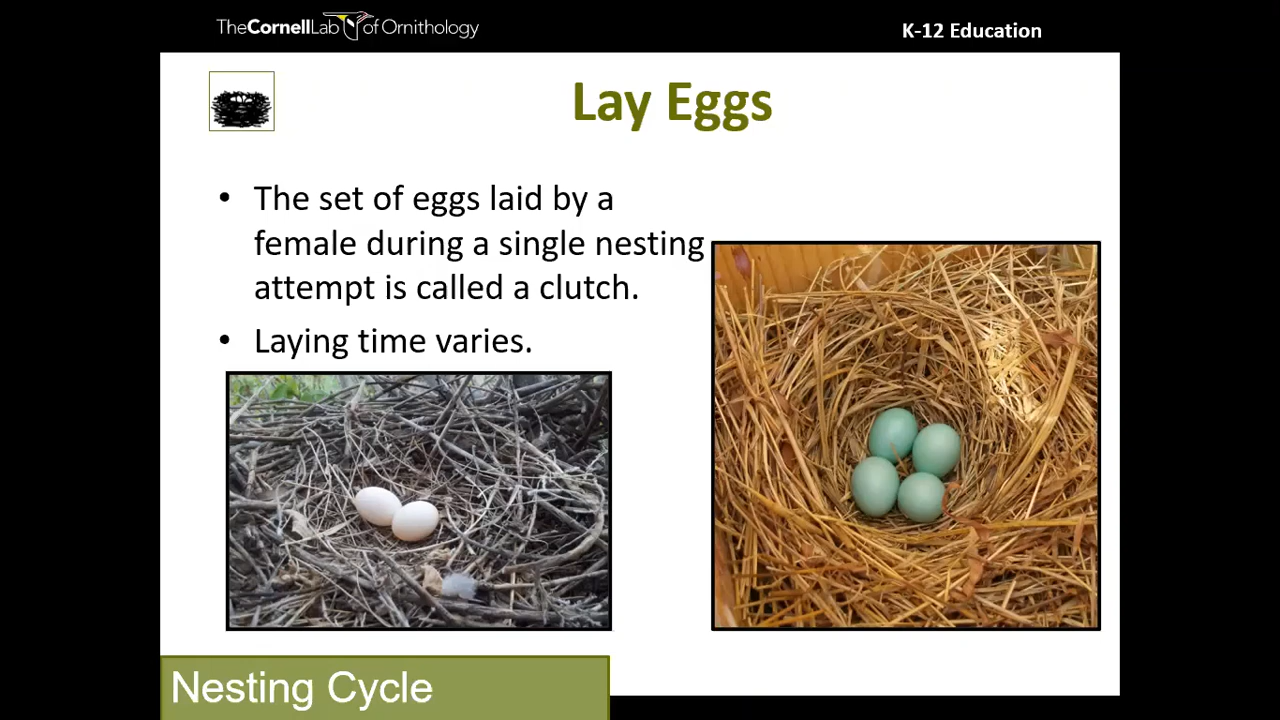 TheCornellLab of Ornithology
K-12 Education
Lay Eggs
• The set of eggs laid by a
female during a single nesting
attempt is called a clutch.
• Laying time varies.
Nesting Cycle